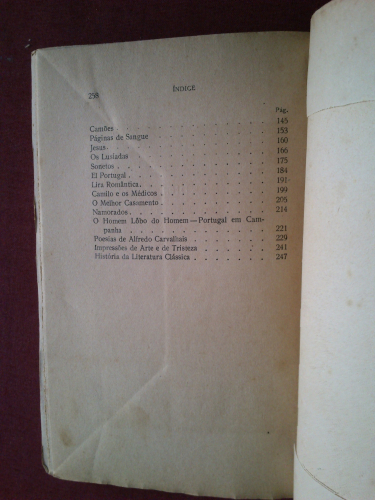 258 ÍNDICE
Pág.
Camões . . . . . . . . . . . . . 145
Páginas de Sangue . . . . . . . . . . . 153
Jesus. . . . . . . . . . . . . . 160
Os Lusíadas . . . . . . . . . . . . 166
Sonetos . . . . . . . . . . . . . 175
El Portugal . . . . . . . . . . . . 184
Lira Romântica. . . . . . . . . . . . 191
Camilo e os Médicos . . . . . . . . . . 199
O Melhor Casamento . . . . . . . . . . 205
Namorados . . . . . . . . . . . . 214
O Homem Lôbo do Homem — Portugal em Cam-
panha . . . . . . . . . . . . . 221
Poesias de Alfredo Carvalhais . . . . . . . 229
Impressões de Arte e de Tristeza . . . . . . . 241
História da Literatura Clássica . . . . . . . 247